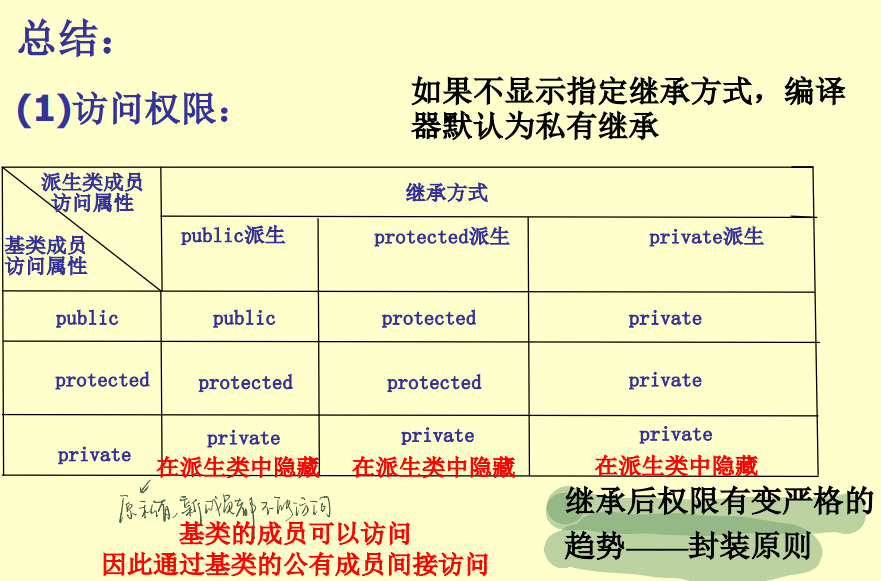 总结：
(1)访问权限：
如果不显示指定继承方式，编译
器默认为私有继承
派生类成员
访问属性
继承方式
基类成员
访问属性
public派生
protected派生
private派生
public
public
protected
private
protected
protected
protected
private
private
private
在派生类中隐藏
private
在派生类中隐藏
private
在派生类中隐藏
原私有,新成员都不能访问
基类的成员可以访问
因此通过基类的公有成员间接访问
继承后权限有变严格的
趋势——封装原则